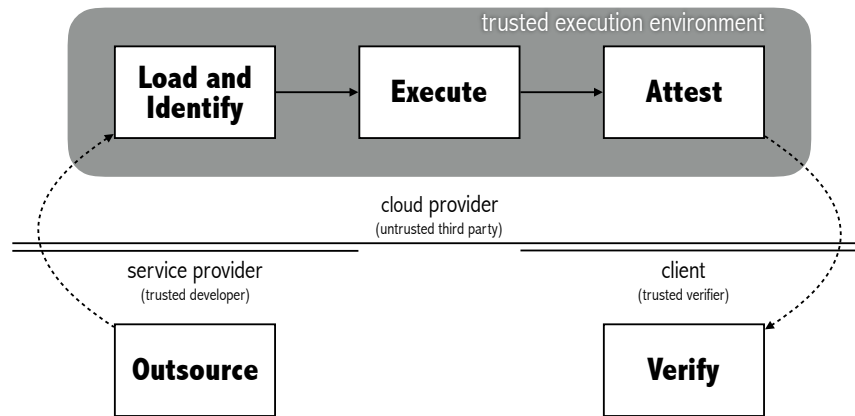 trusted execution environment
Load and
Identify
Execute
Attest
cloud provider
(untrusted third party)
service provider
(trusted developer)
client
(trusted verifier)
Outsource
Verify